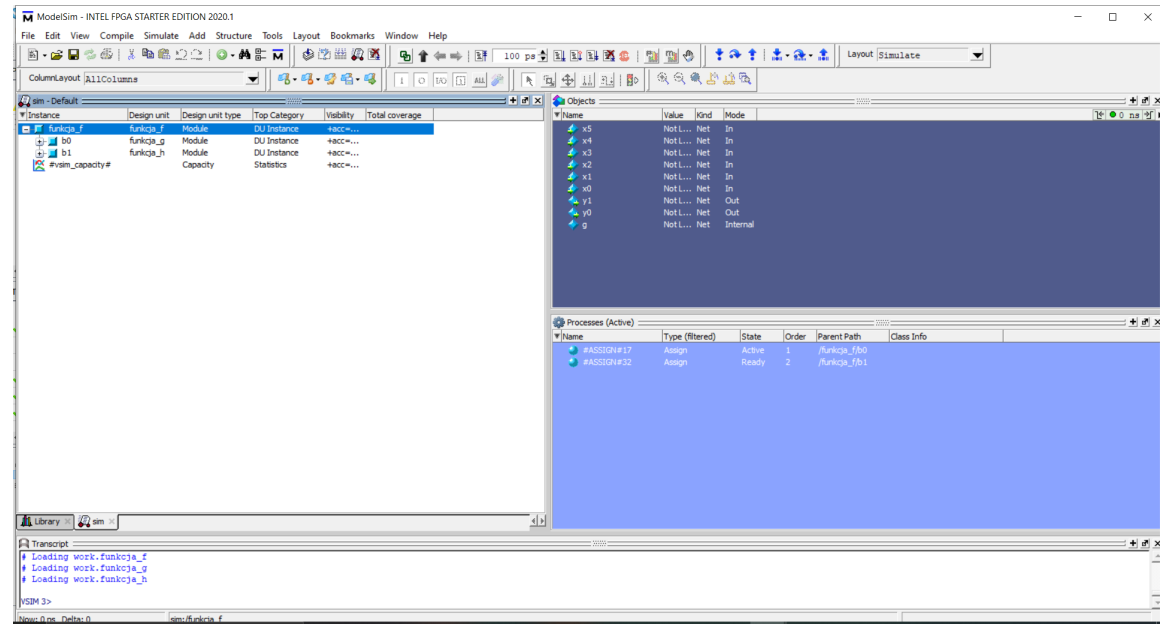 ModelSim - INTEL FPGA STARTER EDITION 2020.1
File Edit View Compile Simulate Add Structure Tools Layout Bookmarks Window Help
100 ps Layout Simulate
ColumnLayout AllColumns
sim - Default
Instance Design unit Design unit type Top Category Visibility Total coverage
funkcja_f funkcja_f Module DU Instance +acc=...
b0 funkcja_g Module DU Instance +acc=...
b1 funkcja_h Module DU Instance +acc=...
#vsim_capacity# Capacity Statistics +acc=...
Library sim
Objects
Name Value Kind Mode 0 ns
x5 Not L... Net In
x4 Not L... Net In
x3 Not L... Net In
x2 Not L... Net In
x1 Not L... Net In
x0 Not L... Net In
y1 Not L... Net Out
y0 Not L... Net Out
g Not L... Net Internal
Processes (Active)
Name Type (filtered) State Order Parent Path Class Info
#ASSIGN#17 Assign Active 1 /funkcja_f/b0
#ASSIGN#32 Assign Ready 2 /funkcja_f/b1
Transcript
# Loading work.funkcja_f
# Loading work.funkcja_g
# Loading work.funkcja_h
VSIM 3>
Now: 0 ns Delta: 0 sim:/funkcja_f